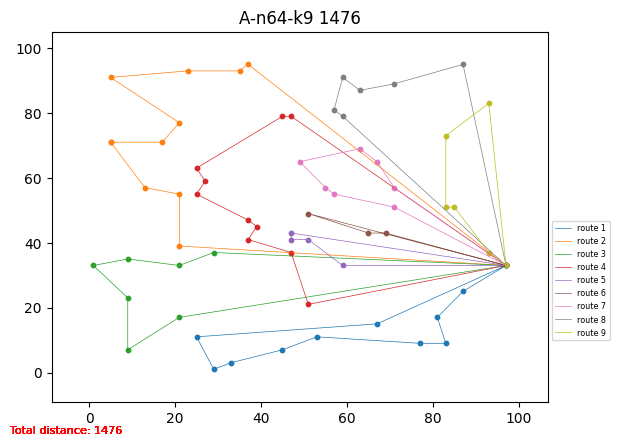 A-n64-k9 1476
100
80
60
40
20
0
0 20 40 60 80 100
route 1
route 2
route 3
route 4
route 5
route 6
route 7
route 8
route 9
Total distance: 1476